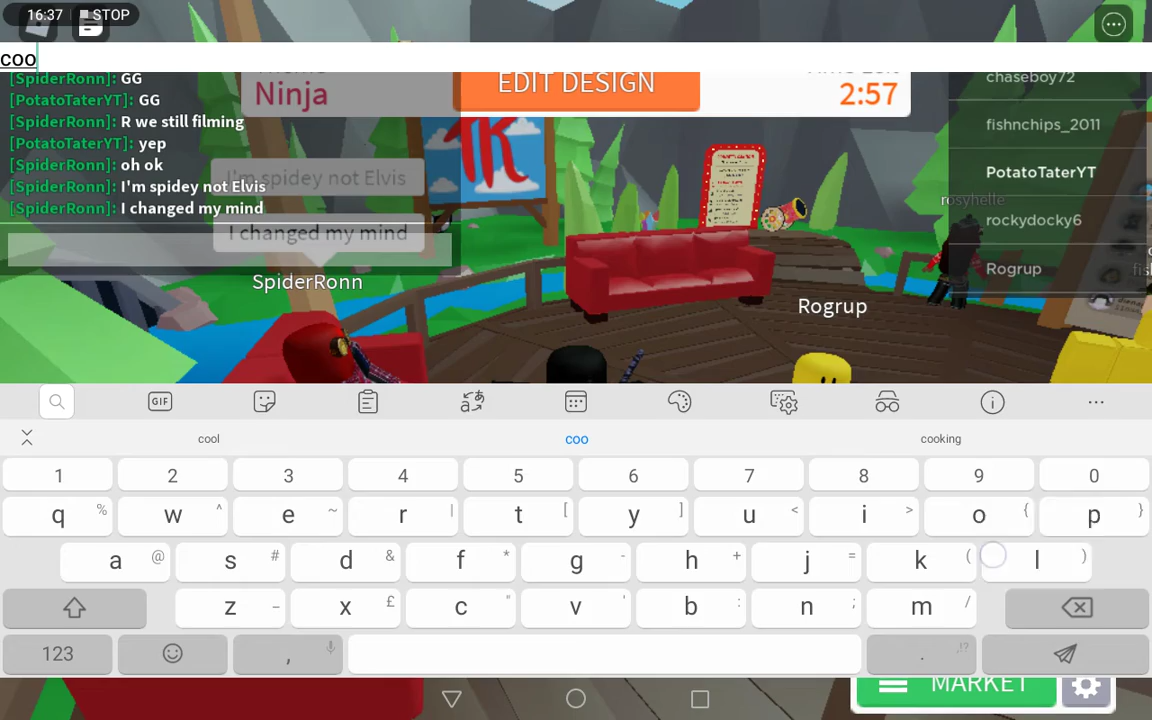 16:37 STOP
coo
[SpiderRonn]: GG
[PotatoTaterYT]: GG
[SpiderRonn]: R we still filming
[PotatoTaterYT]: yep
[SpiderRonn]: oh ok
[SpiderRonn]: I'm spidey not Elvis
[SpiderRonn]: I changed my mind
Ninja
EDIT DESIGN
2:57
I'm spidey not Elvis
I changed my mind
SpiderRonn
Rogrup
rosyhelle
chaseboy72
fishnchips_2011
PotatoTaterYT
rockydocky6
Rogrup
GIF
cool coo cooking
1 2 3 4 5 6 7 8 9 0
q % w ^ e ~ r | t [ y ] u < i > o { p }
a @ s # d & f * g - h + j = k ( l )
z _ x £ c " v ' b : n ; m /
123 , . ,!?
MARKET